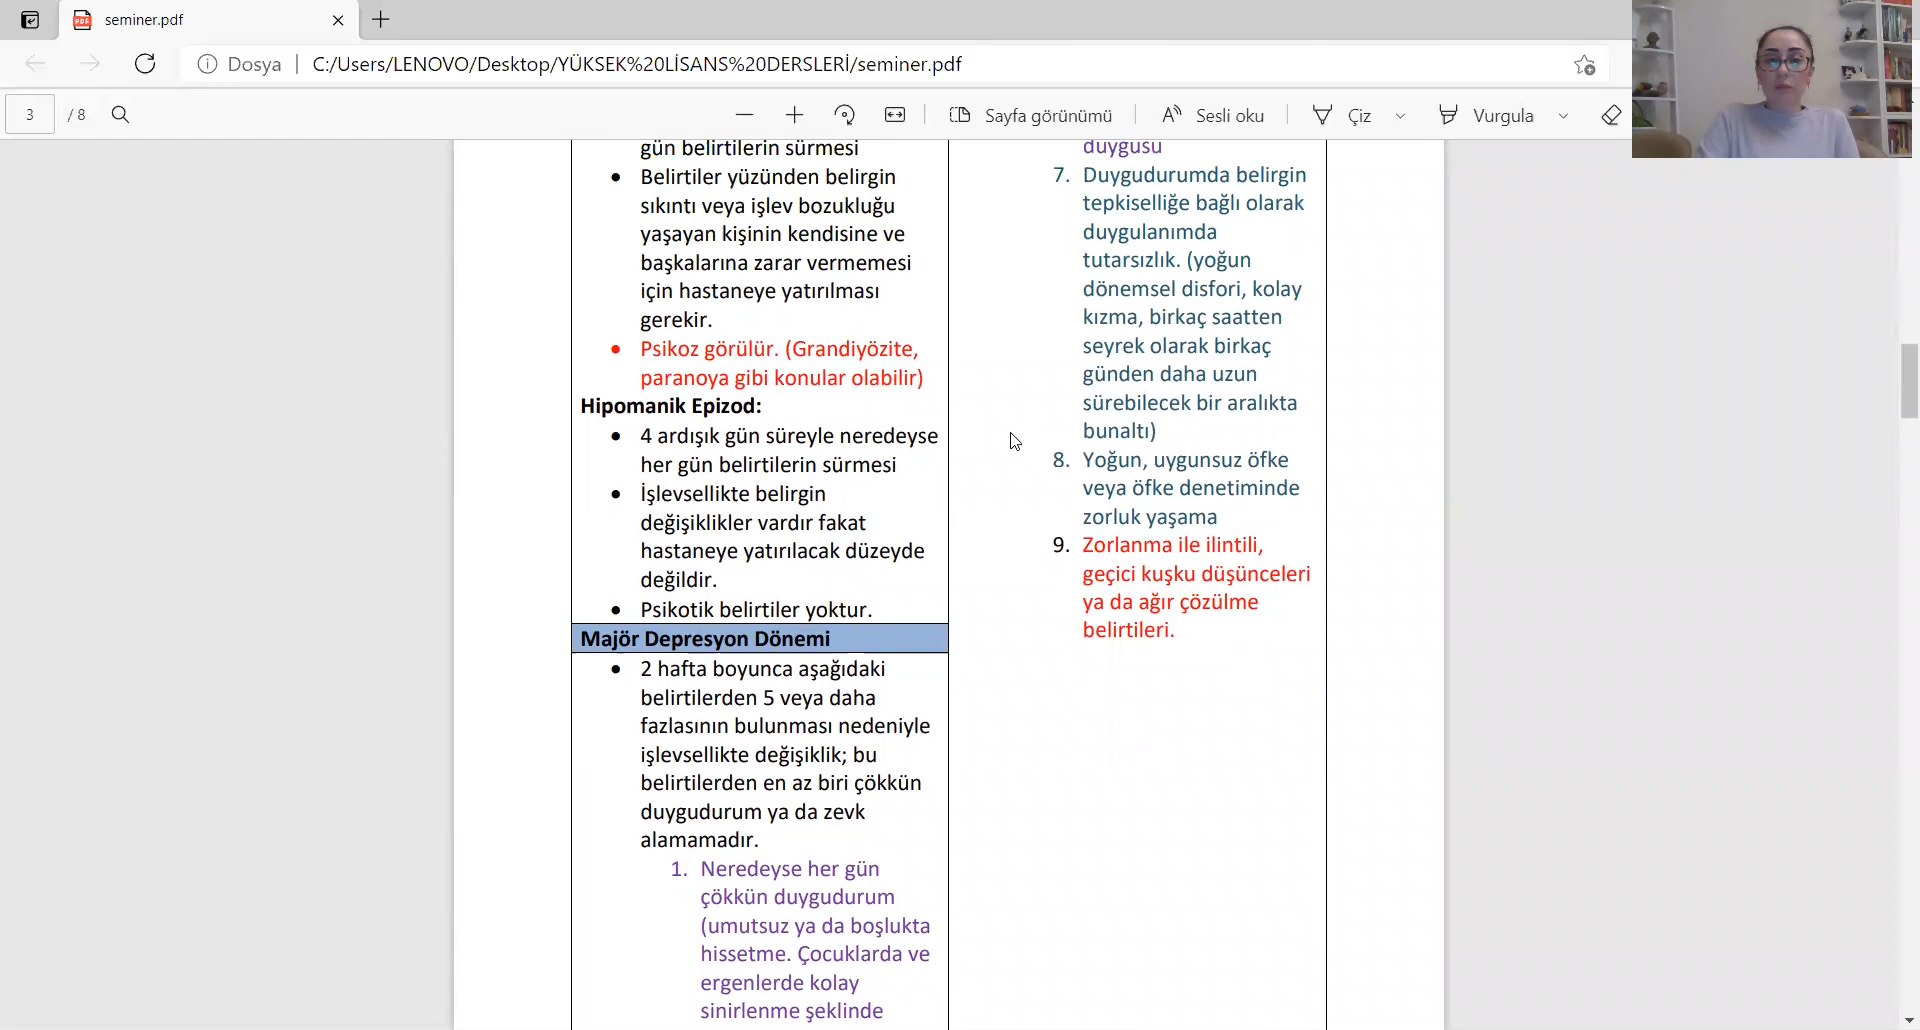 seminer.pdf
Dosya
C:/Users/LENOVO/Desktop/YÜKSEK%20LİSANS%20DERSLERİ/seminer.pdf
3 / 8
Sayfa görünümü
Sesli oku
Çiz
Vurgula
gün belirtilerin sürmesi
• Belirtiler yüzünden belirgin
sıkıntı veya işlev bozukluğu
yaşayan kişinin kendisine ve
başkalarına zarar vermemesi
için hastaneye yatırılması
gerekir.
• Psikoz görülür. (Grandiyözite,
paranoya gibi konular olabilir)
Hipomanik Epizod:
• 4 ardışık gün süreyle neredeyse
her gün belirtilerin sürmesi
• İşlevsellikte belirgin
değişiklikler vardır fakat
hastaneye yatırılacak düzeyde
değildir.
• Psikotik belirtiler yoktur.
Majör Depresyon Dönemi
• 2 hafta boyunca aşağıdaki
belirtilerden 5 veya daha
fazlasının bulunması nedeniyle
işlevsellikte değişiklik; bu
belirtilerden en az biri çökkün
duygudurum ya da zevk
alamamadır.
1. Neredeyse her gün
çökkün duygudurum
(umutsuz ya da boşlukta
hissetme. Çocuklarda ve
ergenlerde kolay
sinirlenme şeklinde
duygusu
7. Duygudurumda belirgin
tepkiselliğe bağlı olarak
duygulanımda
tutarsızlık. (yoğun
dönemsel disfori, kolay
kızma, birkaç saatten
seyrek olarak birkaç
günden daha uzun
sürebilecek bir aralıkta
bunaltı)
8. Yoğun, uygunsuz öfke
veya öfke denetiminde
zorluk yaşama
9. Zorlanma ile ilintili,
geçici kuşku düşünceleri
ya da ağır çözülme
belirtileri.